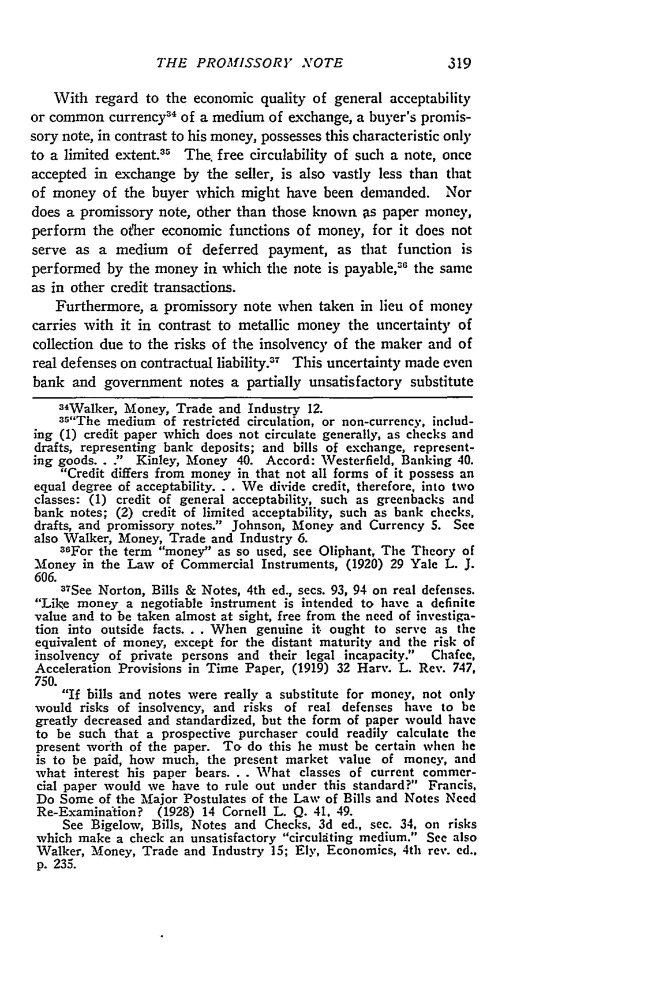 THE PROMISSORY NOTE 319
With regard to the economic quality of general acceptability
or common currency³⁴ of a medium of exchange, a buyer's promis-
sory note, in contrast to his money, possesses this characteristic only
to a limited extent.³⁵ The free circulability of such a note, once
accepted in exchange by the seller, is also vastly less than that
of money of the buyer which might have been demanded. Nor
does a promissory note, other than those known as paper money,
perform the other economic functions of money, for it does not
serve as a medium of deferred payment, as that function is
performed by the money in which the note is payable,³⁶ the same
as in other credit transactions.
Furthermore, a promissory note when taken in lieu of money
carries with it in contrast to metallic money the uncertainty of
collection due to the risks of the insolvency of the maker and of
real defenses on contractual liability.³⁷ This uncertainty made even
bank and government notes a partially unsatisfactory substitute
³⁴Walker, Money, Trade and Industry 12.
³⁵“The medium of restricted circulation, or non-currency, includ-
ing (1) credit paper which does not circulate generally, as checks and
drafts, representing bank deposits; and bills of exchange, represent-
ing goods. . .” Kinley, Money 40. Accord: Westerfield, Banking 40.
“Credit differs from money in that not all forms of it possess an
equal degree of acceptability. . . We divide credit, therefore, into two
classes: (1) credit of general acceptability, such as greenbacks and
bank notes; (2) credit of limited acceptability, such as bank checks,
drafts, and promissory notes.” Johnson, Money and Currency 5. See
also Walker, Money, Trade and Industry 6.
³⁶For the term “money” as so used, see Oliphant, The Theory of
Money in the Law of Commercial Instruments, (1920) 29 Yale L. J.
606.
³⁷See Norton, Bills & Notes, 4th ed., secs. 93, 94 on real defenses.
“Like money a negotiable instrument is intended to have a definite
value and to be taken almost at sight, free from the need of investiga-
tion into outside facts. . . When genuine it ought to serve as the
equivalent of money, except for the distant maturity and the risk of
insolvency of private persons and their legal incapacity.” Chafee,
Acceleration Provisions in Time Paper, (1919) 32 Harv. L. Rev. 747,
750.
“If bills and notes were really a substitute for money, not only
would risks of insolvency, and risks of real defenses have to be
greatly decreased and standardized, but the form of paper would have
to be such that a prospective purchaser could readily calculate the
present worth of the paper. To do this he must be certain when he
is to be paid, how much, the present market value of money, and
what interest his paper bears. . . What classes of current commer-
cial paper would we have to rule out under this standard?” Francis,
Do Some of the Major Postulates of the Law of Bills and Notes Need
Re-Examination? (1928) 14 Cornell L. Q. 41, 49.
See Bigelow, Bills, Notes and Checks, 3d ed., sec. 34, on risks
which make a check an unsatisfactory “circulating medium.” See also
Walker, Money, Trade and Industry 15; Ely, Economics, 4th rev. ed.,
p. 235.